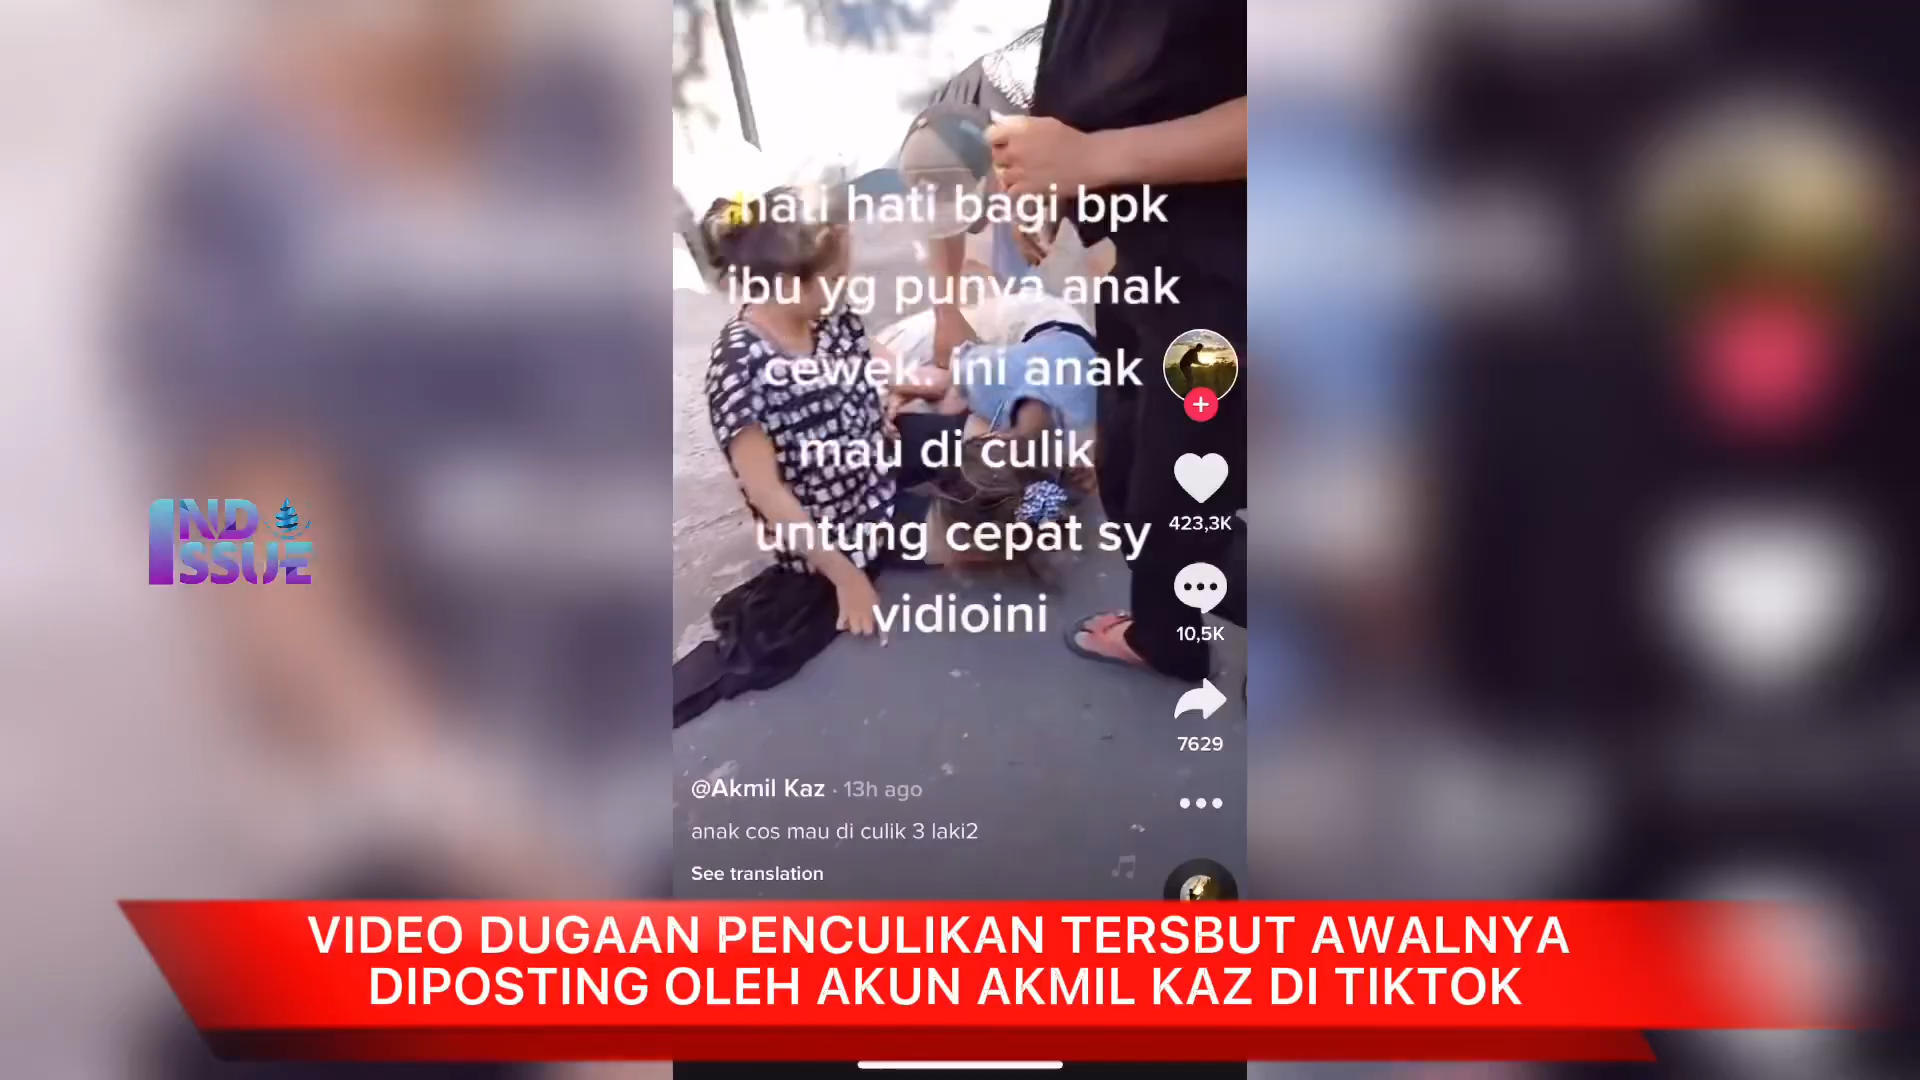 hati hati bagi bpk
ibu yg punya anak
cewek. ini anak
mau di culik
untung cepat sy
vidioini
423,3K
10,5K
7629
@Akmil Kaz · 13h ago
anak cos mau di culik 3 laki2
See translation
IND
ISSUE
VIDEO DUGAAN PENCULIKAN TERSBUT AWALNYA
DIPOSTING OLEH AKUN AKMIL KAZ DI TIKTOK